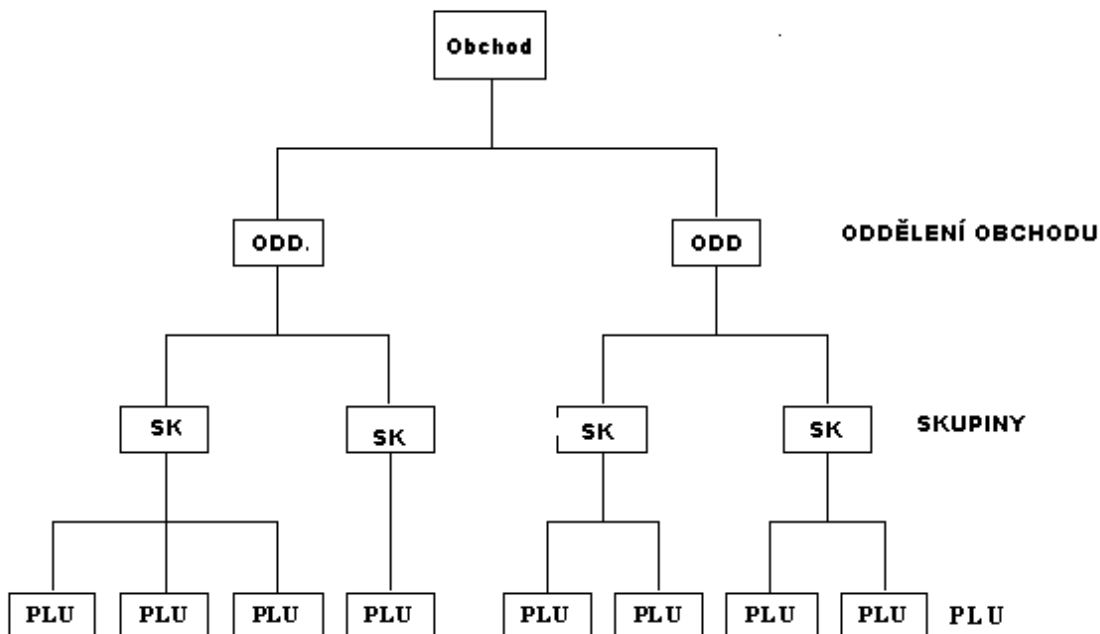 Obchod
ODD.
ODD
ODDĚLENÍ OBCHODU
SK
SK
SK
SK
SKUPINY
PLU
PLU
PLU
PLU
PLU
PLU
PLU
PLU
PLU